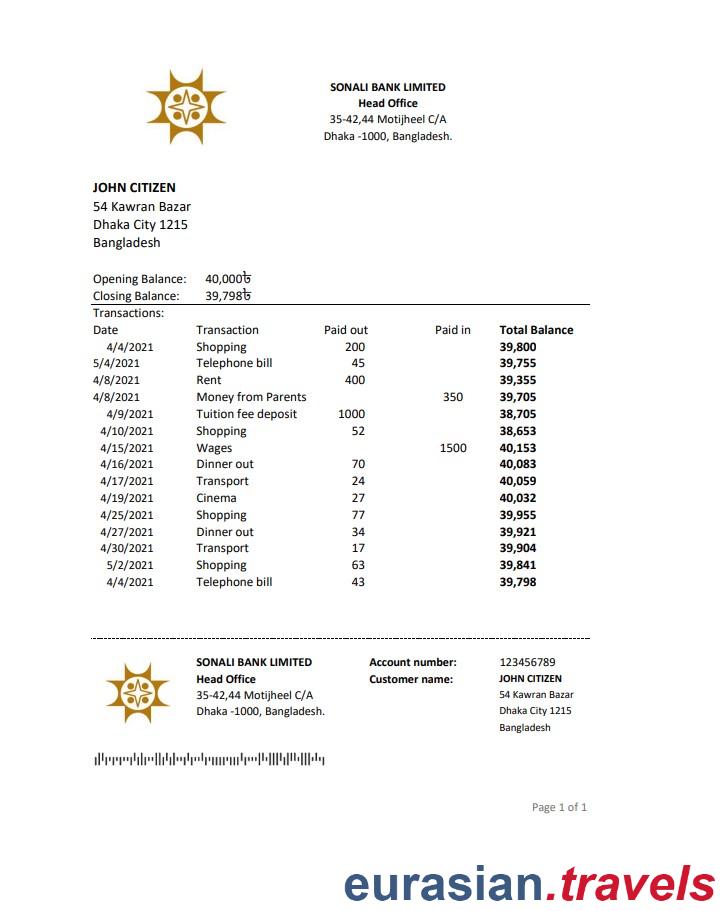 SONALI BANK LIMITED
Head Office
35-42,44 Motijheel C/A
Dhaka -1000, Bangladesh.
JOHN CITIZEN
54 Kawran Bazar
Dhaka City 1215
Bangladesh
Opening Balance: 40,000৳
Closing Balance: 39,798৳
Transactions:
Date Transaction Paid out Paid in Total Balance
4/4/2021 Shopping 200 39,800
5/4/2021 Telephone bill 45 39,755
4/8/2021 Rent 400 39,355
4/8/2021 Money from Parents 350 39,705
4/9/2021 Tuition fee deposit 1000 38,705
4/10/2021 Shopping 52 38,653
4/15/2021 Wages 1500 40,153
4/16/2021 Dinner out 70 40,083
4/17/2021 Transport 24 40,059
4/19/2021 Cinema 27 40,032
4/25/2021 Shopping 77 39,955
4/27/2021 Dinner out 34 39,921
4/30/2021 Transport 17 39,904
5/2/2021 Shopping 63 39,841
4/4/2021 Telephone bill 43 39,798
SONALI BANK LIMITED Account number: 123456789
Head Office Customer name: JOHN CITIZEN
35-42,44 Motijheel C/A 54 Kawran Bazar
Dhaka -1000, Bangladesh. Dhaka City 1215
Bangladesh
Page 1 of 1
eurasian.travels